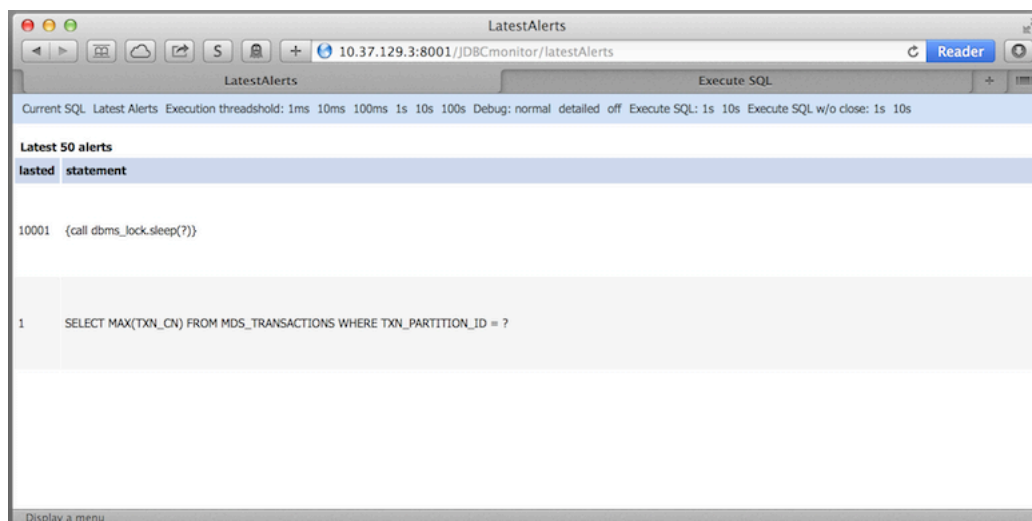 LatestAlerts
S
10.37.129.3:8001/JDBCmonitor/latestAlerts
Reader
LatestAlerts
Execute SQL
Current SQL Latest Alerts Execution threadshold: 1ms 10ms 100ms 1s 10s 100s Debug: normal detailed off Execute SQL: 1s 10s Execute SQL w/o close: 1s 10s
Latest 50 alerts
lasted statement
10001 {call dbms_lock.sleep(?)}
1 SELECT MAX(TXN_CN) FROM MDS_TRANSACTIONS WHERE TXN_PARTITION_ID = ?
Display a menu